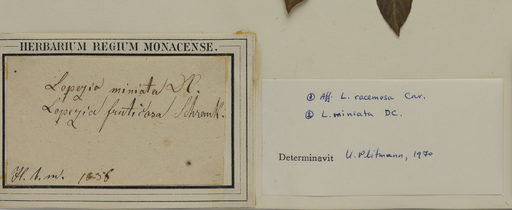 HERBARIUM REGIUM MONACENSE.
Lopezia miniata DC.
Lopezia fruticosa Schrank.
H. b. m. 1836
① Aff. L. racemosa Cav.
② L. miniata DC.
Determinavit U. Plitmann, 1970